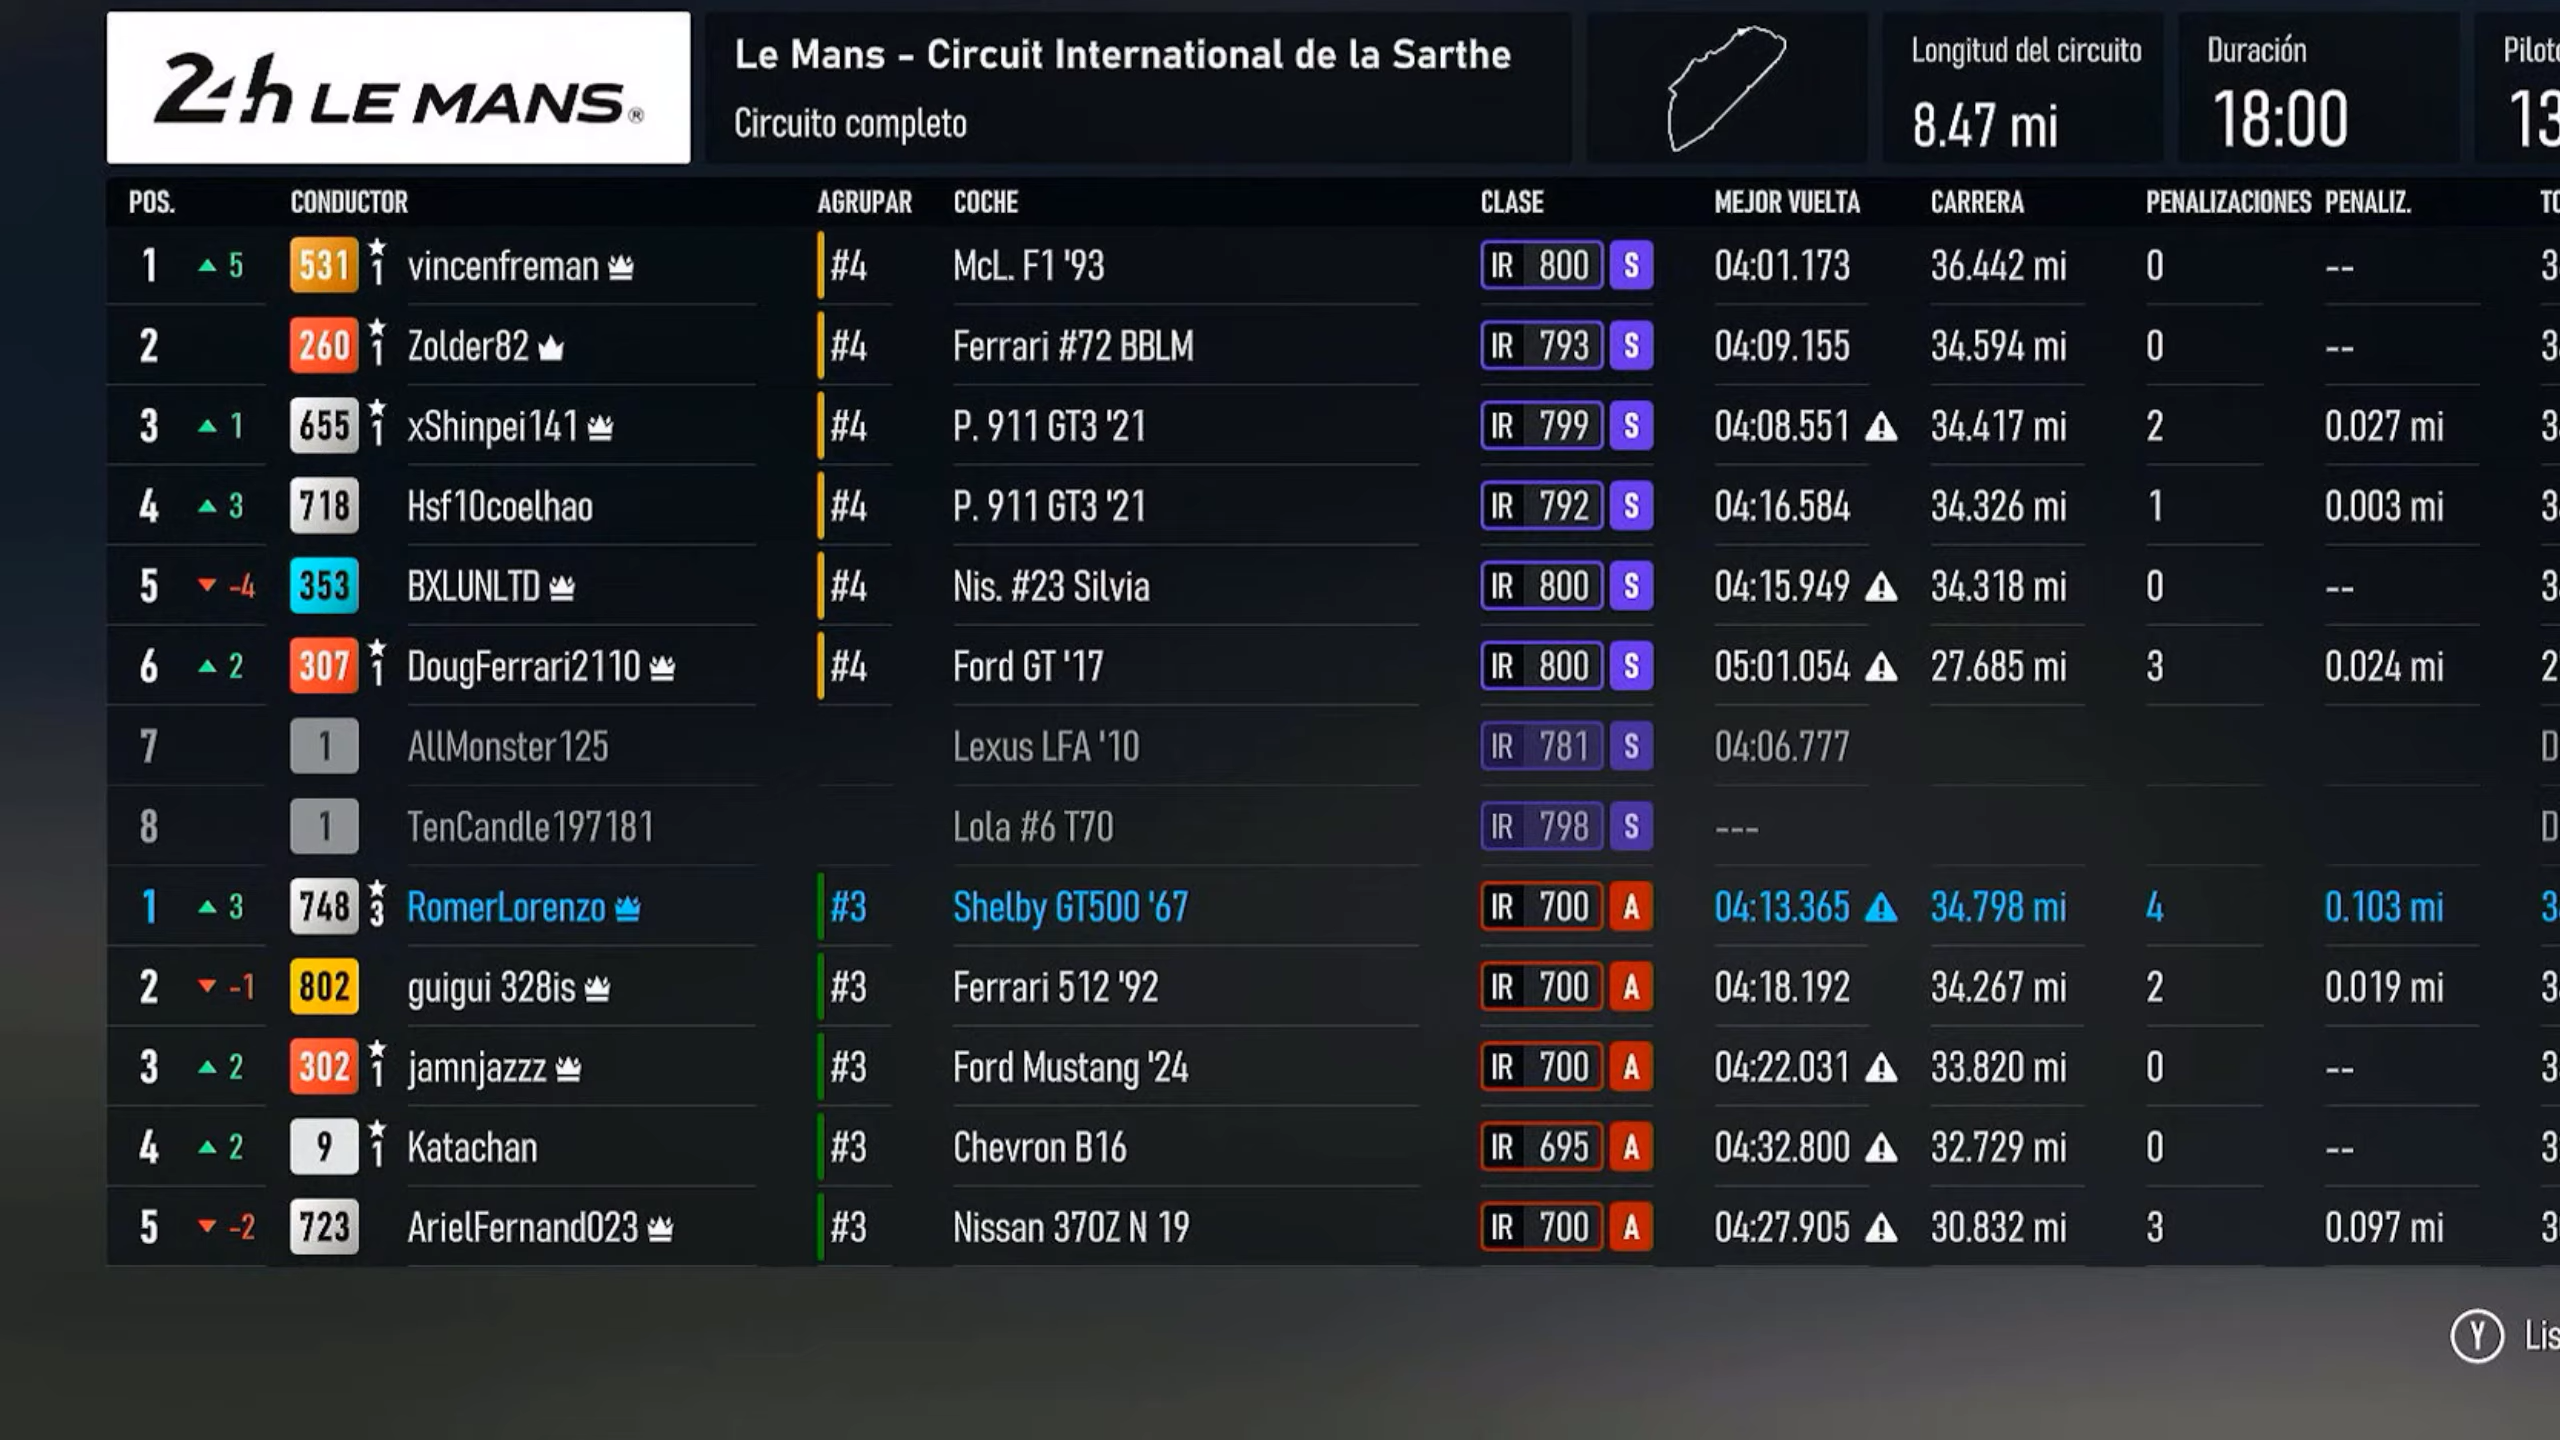 24h LE MANS®
Le Mans - Circuit International de la Sarthe
Circuito completo
Longitud del circuito
8.47 mi
Duración
18:00
POS. CONDUCTOR AGRUPAR COCHE CLASE MEJOR VUELTA CARRERA PENALIZACIONES PENALIZ.
1 ▲ 5 531 ★ 1 vincenfreman #4 McL. F1 '93 IR 800 S 04:01.173 36.442 mi 0 --
2 260 ★ 1 Zolder82 #4 Ferrari #72 BBLM IR 793 S 04:09.155 34.594 mi 0 --
3 ▲ 1 655 ★ 1 xShinpei141 #4 P. 911 GT3 '21 IR 799 S 04:08.551 34.417 mi 2 0.027 mi
4 ▲ 3 718 Hsf10coelhao #4 P. 911 GT3 '21 IR 792 S 04:16.584 34.326 mi 1 0.003 mi
5 ▼ -4 353 BXLUNLTD #4 Nis. #23 Silvia IR 800 S 04:15.949 34.318 mi 0 --
6 ▲ 2 307 ★ 1 DougFerrari2110 #4 Ford GT '17 IR 800 S 05:01.054 27.685 mi 3 0.024 mi
7 1 AllMonster125 Lexus LFA '10 IR 781 S 04:06.777
8 1 TenCandle197181 Lola #6 T70 IR 798 S ---
1 ▲ 3 748 ★ 3 RomerLorenzo #3 Shelby GT500 '67 IR 700 A 04:13.365 34.798 mi 4 0.103 mi
2 ▼ -1 802 guigui 328is #3 Ferrari 512 '92 IR 700 A 04:18.192 34.267 mi 2 0.019 mi
3 ▲ 2 302 ★ 1 jamnjazzz #3 Ford Mustang '24 IR 700 A 04:22.031 33.820 mi 0 --
4 ▲ 2 9 ★ 1 Katachan #3 Chevron B16 IR 695 A 04:32.800 32.729 mi 0 --
5 ▼ -2 723 ArielFernand023 #3 Nissan 370Z N 19 IR 700 A 04:27.905 30.832 mi 3 0.097 mi
Y